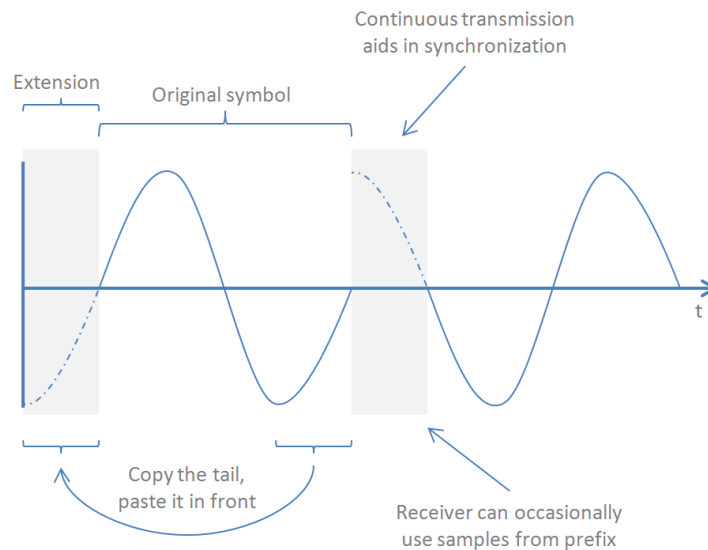 Continuous transmission
aids in synchronization
Extension
Original symbol
t
Copy the tail,
paste it in front
Receiver can occasionally
use samples from prefix